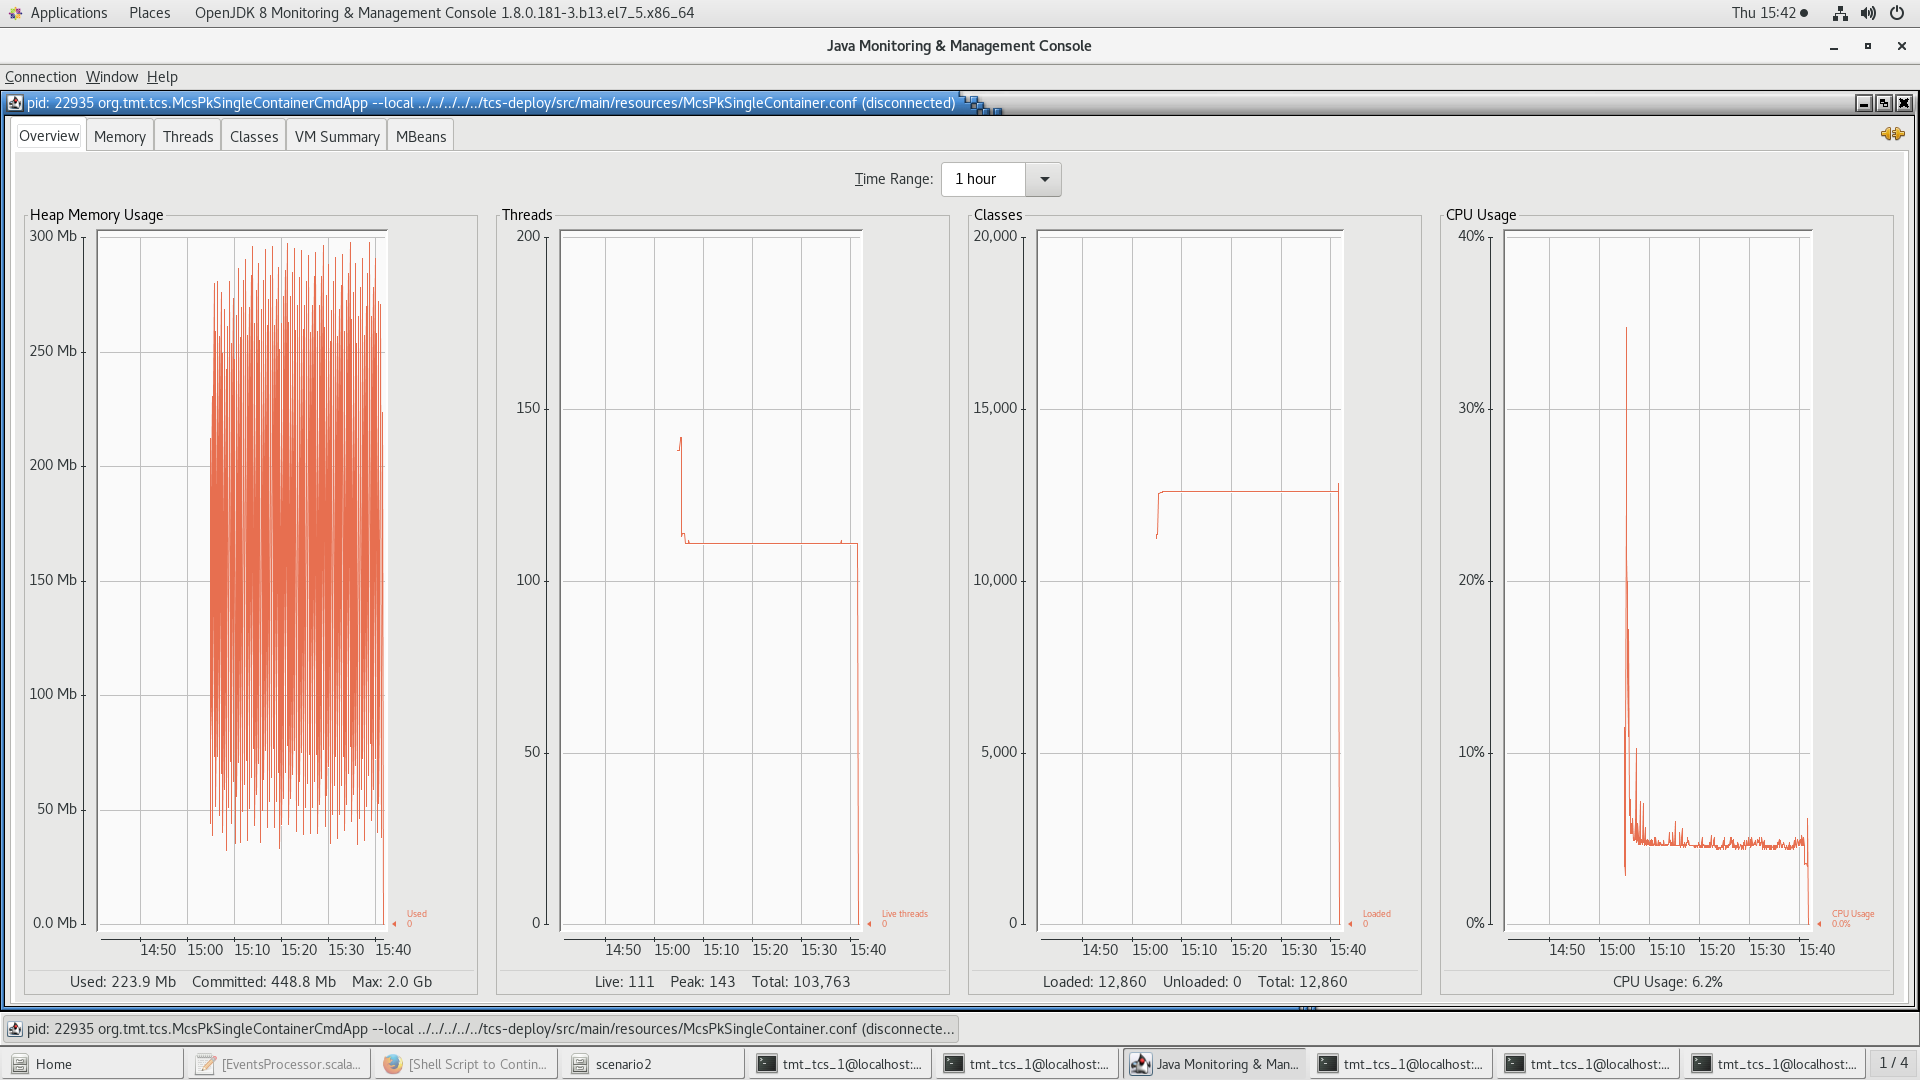 Applications Places OpenJDK 8 Monitoring & Management Console 1.8.0.181-3.b13.el7_5.x86_64 Thu 15:42
Java Monitoring & Management Console
Connection Window Help
pid: 22935 org.tmt.tcs.McsPkSingleContainerCmdApp --local ../../../../../tcs-deploy/src/main/resources/McsPkSingleContainer.conf (disconnected)
Overview Memory Threads Classes VM Summary MBeans
Time Range: 1 hour
Heap Memory Usage
300 Mb
250 Mb
200 Mb
150 Mb
100 Mb
50 Mb
0.0 Mb
Used
0
14:50 15:00 15:10 15:20 15:30 15:40
Used: 223.9 Mb Committed: 448.8 Mb Max: 2.0 Gb
Threads
200
150
100
50
0
Live threads
0
14:50 15:00 15:10 15:20 15:30 15:40
Live: 111 Peak: 143 Total: 103,763
Classes
20,000
15,000
10,000
5,000
0
Loaded
0
14:50 15:00 15:10 15:20 15:30 15:40
Loaded: 12,860 Unloaded: 0 Total: 12,860
CPU Usage
40%
30%
20%
10%
0%
CPU Usage
0.0%
14:50 15:00 15:10 15:20 15:30 15:40
CPU Usage: 6.2%
pid: 22935 org.tmt.tcs.McsPkSingleContainerCmdApp --local ../../../../../tcs-deploy/src/main/resources/McsPkSingleContainer.conf (disconnecte...
Home [EventsProcessor.scala... [Shell Script to Contin... scenario2 tmt_tcs_1@localhost:... tmt_tcs_1@localhost:... Java Monitoring & Man... tmt_tcs_1@localhost:... tmt_tcs_1@localhost:... tmt_tcs_1@localhost:... 1 / 4